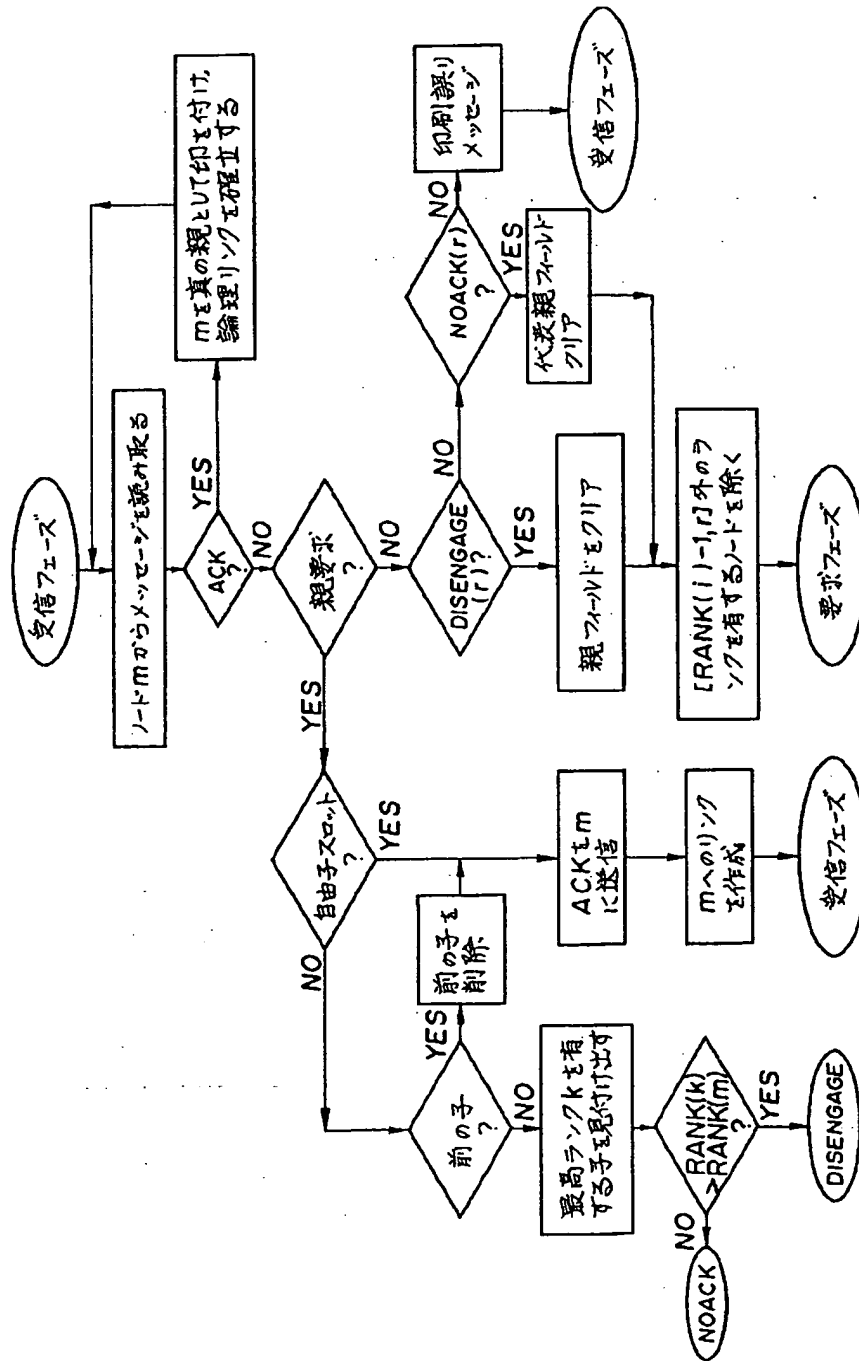 受信フェーズ
ノードmからメッセージを読み取る
ACK
?
YES
mを真の親として印を付け,
論理リンクを確立する
NO
親要求
?
YES
NO
自由子スロット
?
NO
YES
前の子
?
YES
前の子を
削除
NO
最高ランクkを有
する子を見付け出す
RANK(k)
>RANK(m)
?
NO
NOACK
YES
DISENGAGE
ACKをm
に送信
mへのリンク
を作成
受信フェーズ
DISENGAGE
(r)?
NO
YES
親フィールドをクリア
NOACK(r)
?
NO
印刷誤り
メッセージ
受信フェーズ
YES
代表親フィールド
クリア
[RANK(i)-1,r]外のラ
ンクを有するノードを除く
要求フェーズ